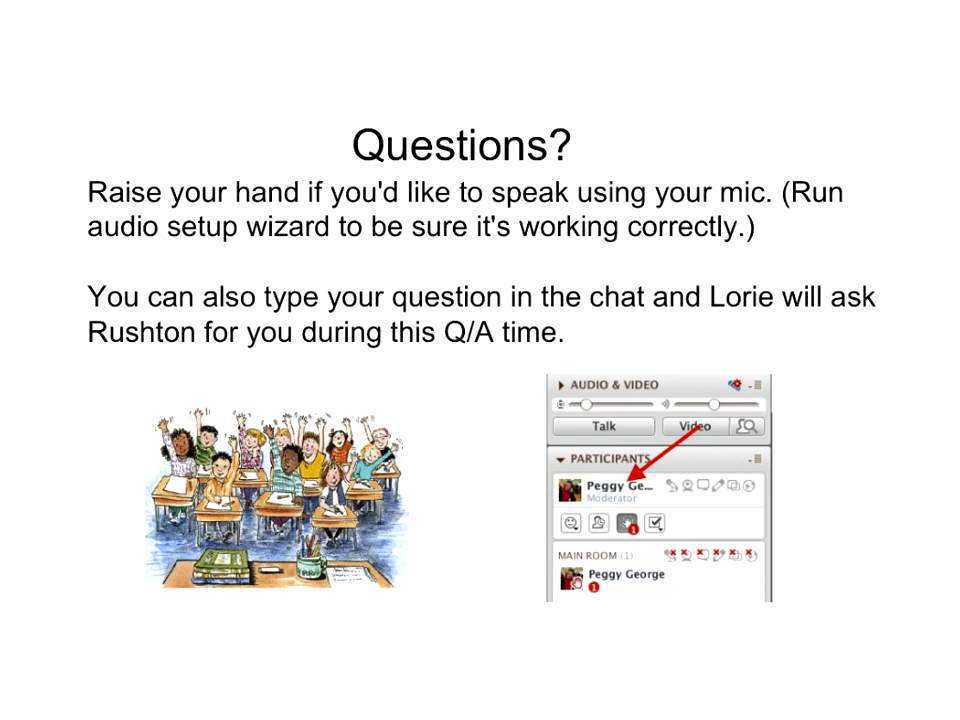 Questions?
Raise your hand if you'd like to speak using your mic. (Run
audio setup wizard to be sure it's working correctly.)
You can also type your question in the chat and Lorie will ask
Rushton for you during this Q/A time.
AUDIO & VIDEO
Talk Video
PARTICIPANTS
Peggy Ge...
Moderator
1
MAIN ROOM (1)
Peggy George
1